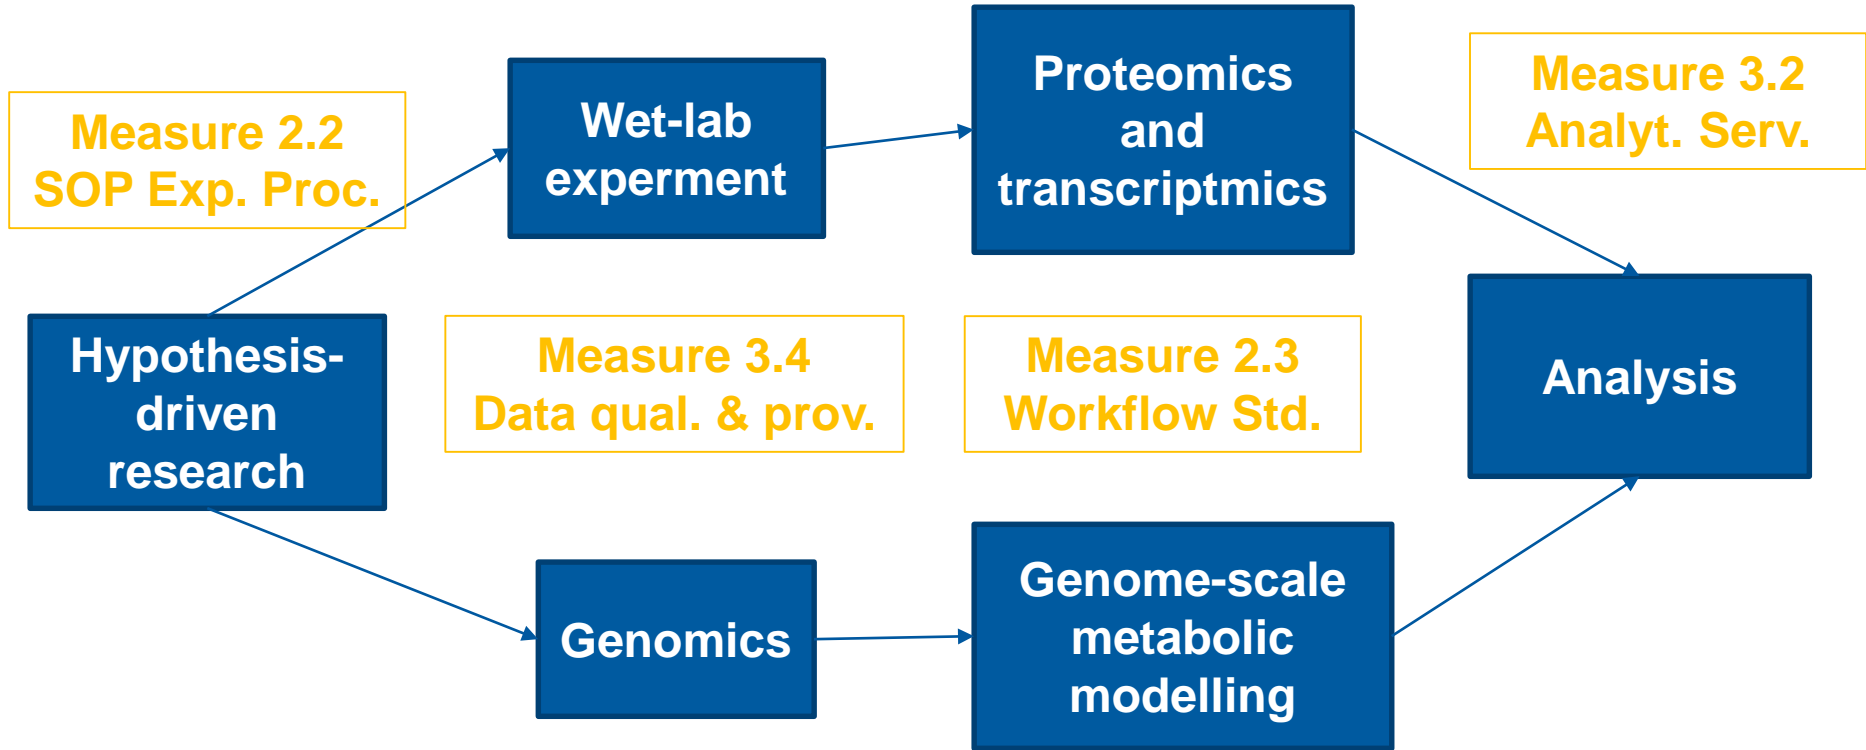 Measure 2.2
SOP Exp. Proc.
Wet-lab
experment
Proteomics
and
transcriptmics
Measure 3.2
Analyt. Serv.
Hypothesis-
driven
research
Measure 3.4
Data qual. & prov.
Measure 2.3
Workflow Std.
Analysis
Genomics
Genome-scale
metabolic
modelling